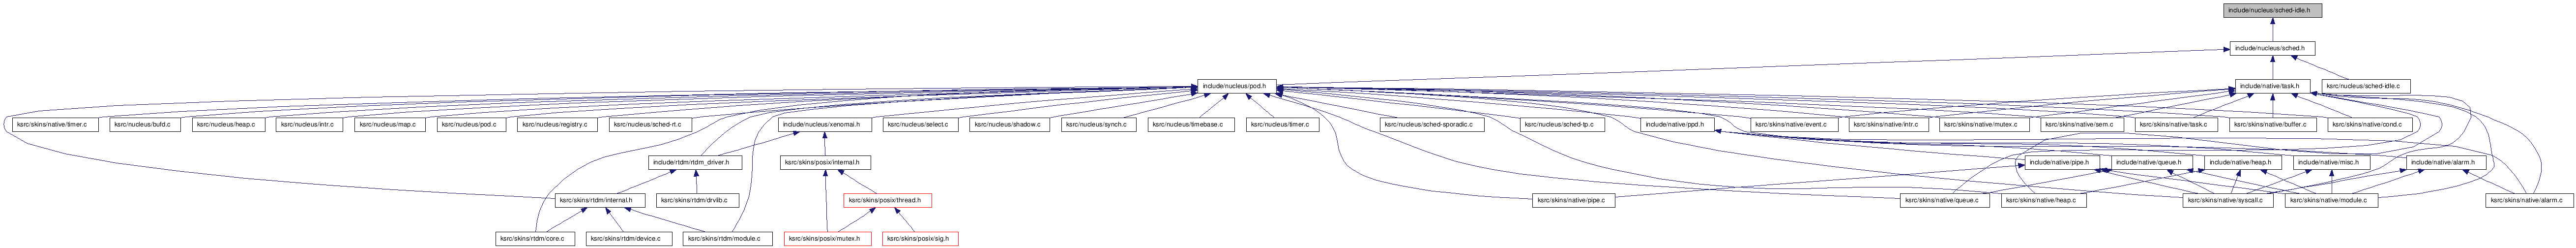 include/nucleus/sched-idle.h
include/nucleus/sched.h
include/nucleus/pod.h
include/native/task.h
ksrc/nucleus/sched-idle.c
ksrc/skins/native/timer.c
ksrc/nucleus/bufd.c
ksrc/nucleus/heap.c
ksrc/nucleus/intr.c
ksrc/nucleus/map.c
ksrc/nucleus/pod.c
ksrc/nucleus/registry.c
ksrc/nucleus/sched-rt.c
include/nucleus/xenomai.h
ksrc/nucleus/select.c
ksrc/nucleus/shadow.c
ksrc/nucleus/synch.c
ksrc/nucleus/timebase.c
ksrc/nucleus/timer.c
ksrc/nucleus/sched-sporadic.c
ksrc/nucleus/sched-tp.c
include/native/ppd.h
ksrc/skins/native/event.c
ksrc/skins/native/intr.c
ksrc/skins/native/mutex.c
ksrc/skins/native/sem.c
ksrc/skins/native/task.c
ksrc/skins/native/buffer.c
ksrc/skins/native/cond.c
include/rtdm/rtdm_driver.h
ksrc/skins/posix/internal.h
include/native/pipe.h
include/native/queue.h
include/native/heap.h
include/native/misc.h
include/native/alarm.h
ksrc/skins/rtdm/internal.h
ksrc/skins/rtdm/drvlib.c
ksrc/skins/posix/thread.h
ksrc/skins/native/pipe.c
ksrc/skins/native/queue.c
ksrc/skins/native/heap.c
ksrc/skins/native/syscall.c
ksrc/skins/native/module.c
ksrc/skins/native/alarm.c
ksrc/skins/rtdm/core.c
ksrc/skins/rtdm/device.c
ksrc/skins/rtdm/module.c
ksrc/skins/posix/mutex.h
ksrc/skins/posix/sig.h